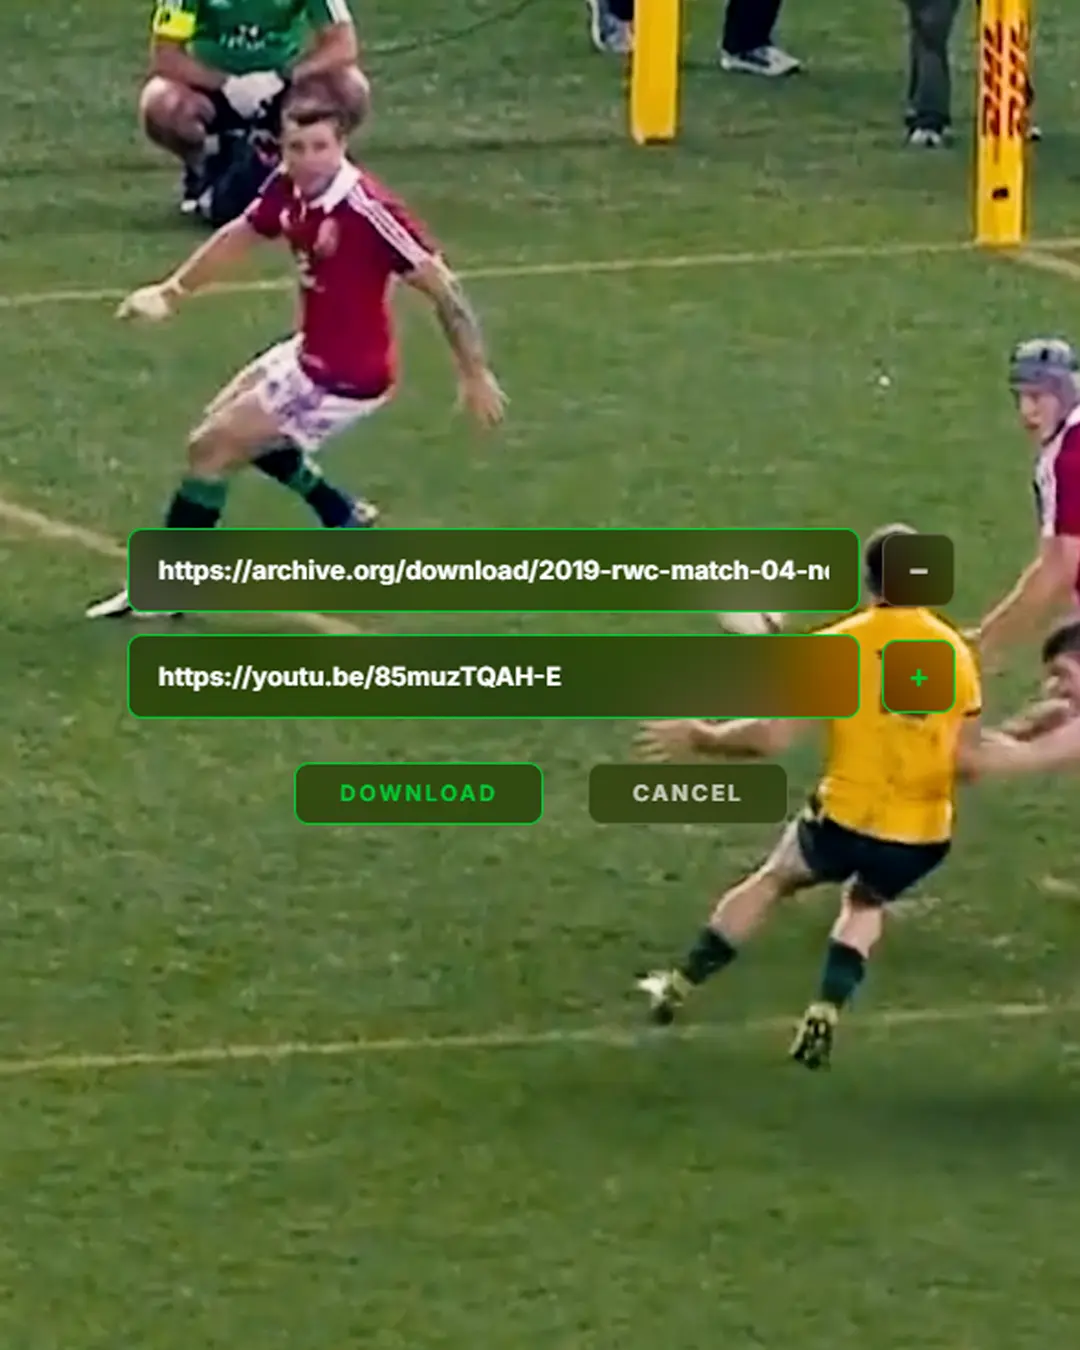 https://archive.org/download/2019-rwc-match-04-n
−
https://youtu.be/85muzTQAH-E
+
DOWNLOAD
CANCEL